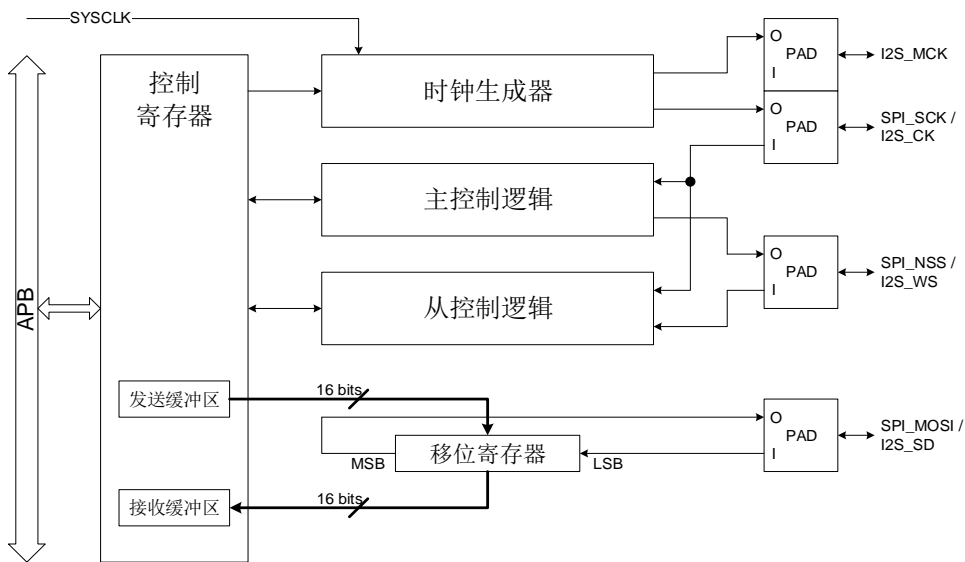 SYSCLK
APB
控制
寄存器
时钟生成器
主控制逻辑
从控制逻辑
发送缓冲区
16 bits
MSB
移位寄存器
LSB
接收缓冲区
16 bits
O
PAD
I
I2S_MCK
O
PAD
I
SPI_SCK /
I2S_CK
O
PAD
I
SPI_NSS /
I2S_WS
O
PAD
I
SPI_MOSI /
I2S_SD